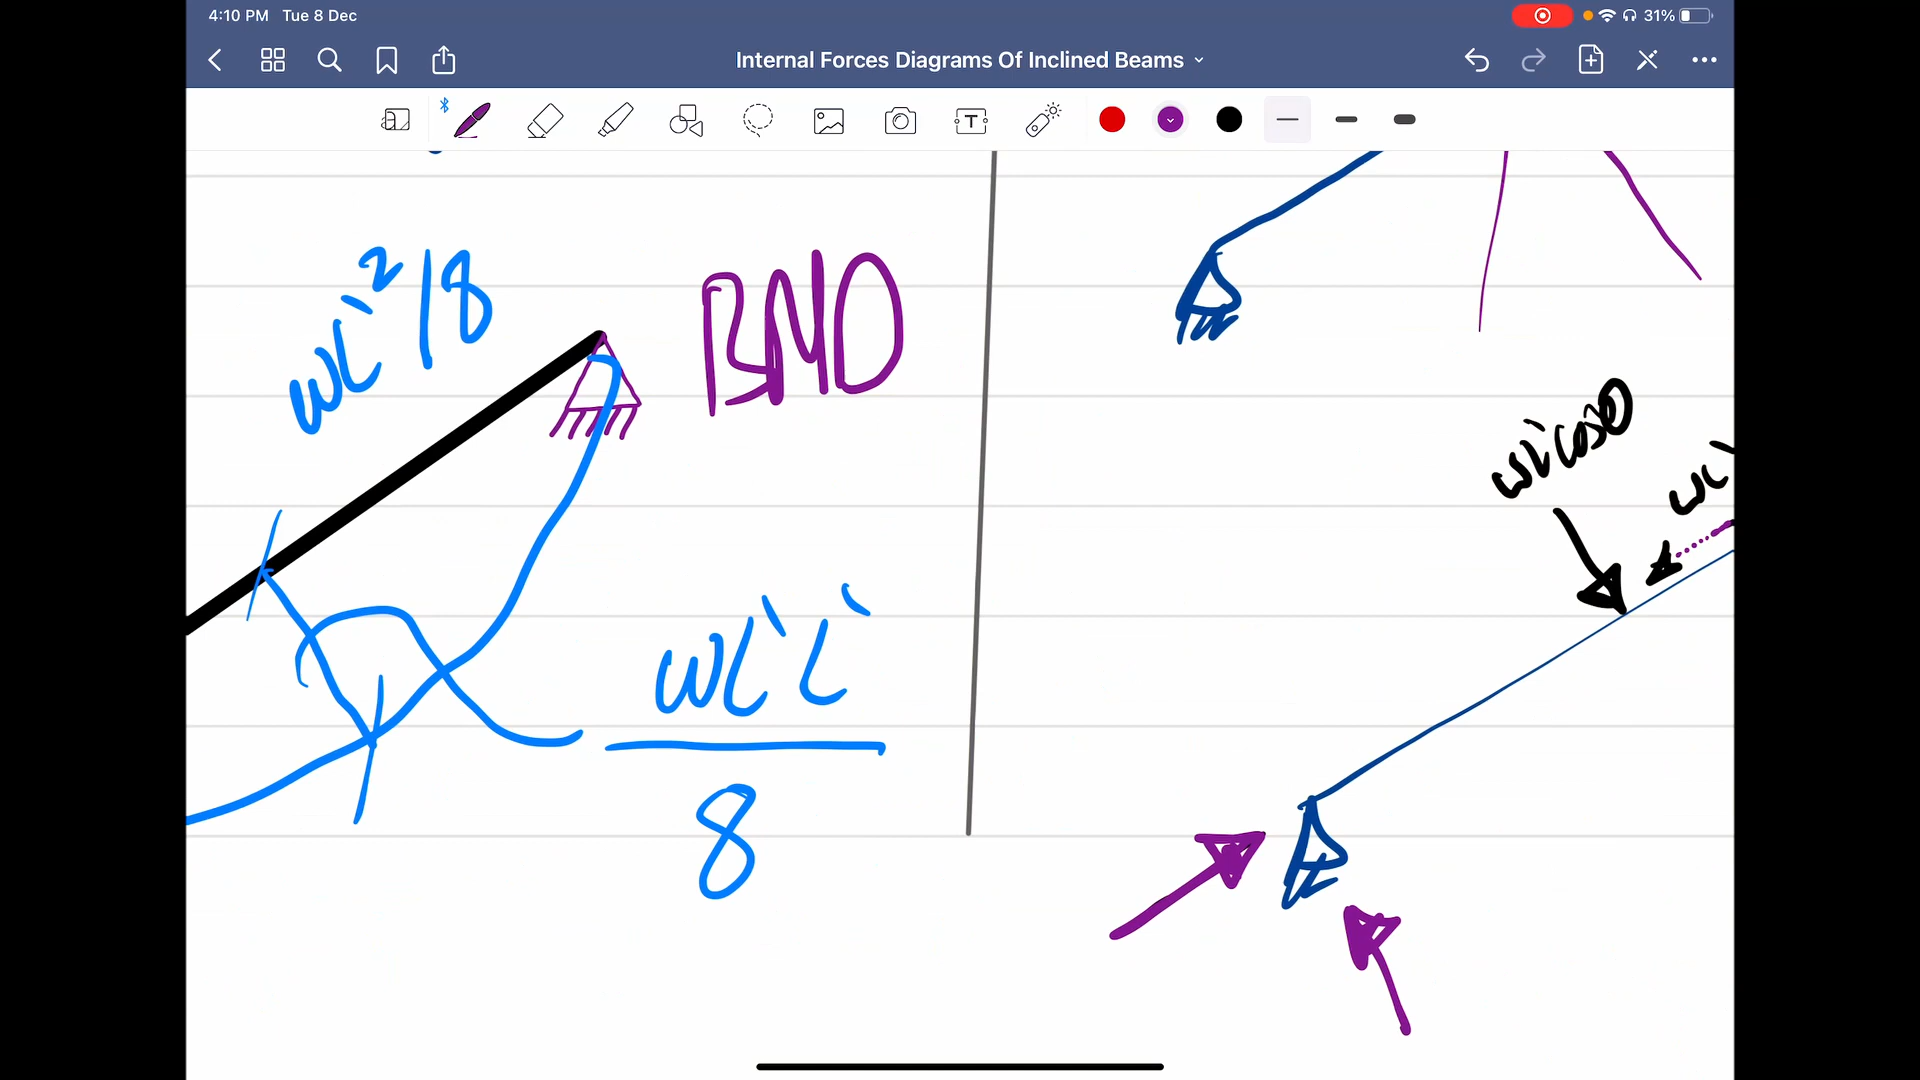 4:10 PM Tue 8 Dec
31%
Internal Forces Diagrams Of Inclined Beams
T
wL`²/8
BMD
wL`L`
8
wL`cosθ
wL`